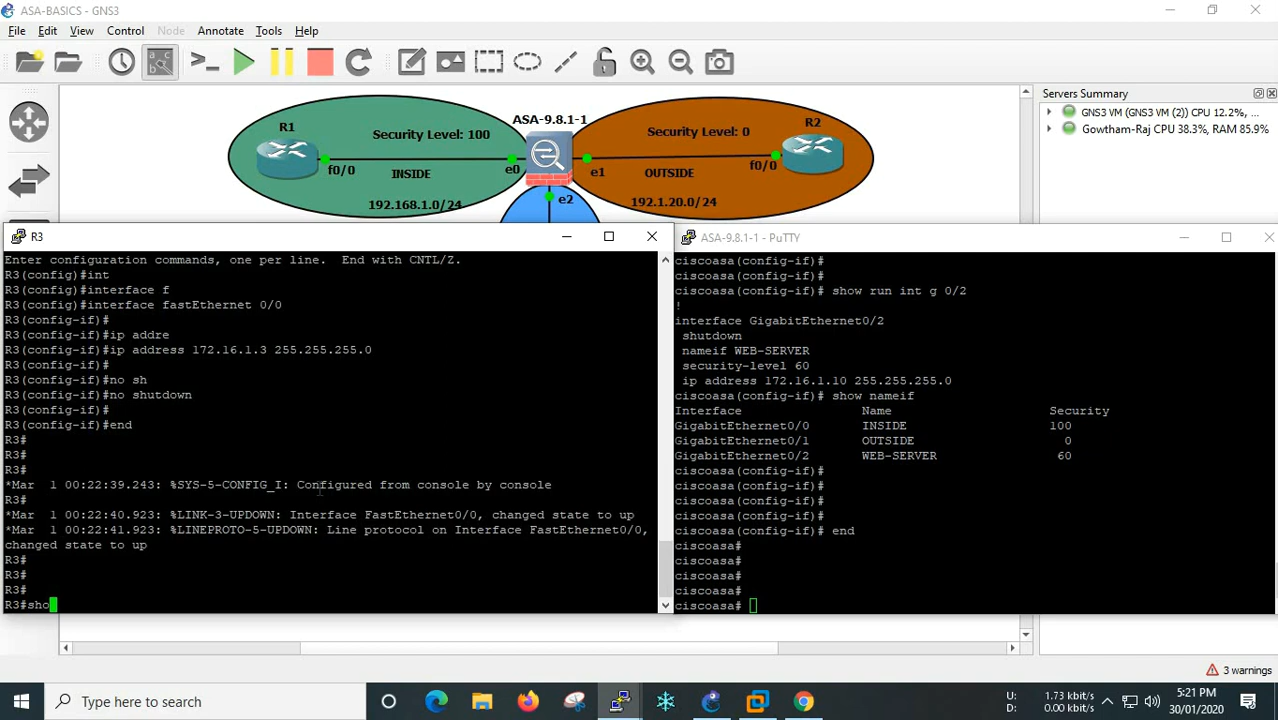 ASA-BASICS - GNS3
File Edit View Control Node Annotate Tools Help
Servers Summary
GNS3 VM (GNS3 VM (2)) CPU 12.2%, ...
Gowtham-Raj CPU 38.3%, RAM 85.9%
R1
Security Level: 100
ASA-9.8.1-1
Security Level: 0
R2
f0/0
INSIDE
e0
e1
OUTSIDE
f0/0
192.168.1.0/24
e2
192.1.20.0/24
R3
Enter configuration commands, one per line.  End with CNTL/Z.
R3(config)#int
R3(config)#interface f
R3(config)#interface fastEthernet 0/0
R3(config-if)#
R3(config-if)#ip addre
R3(config-if)#ip address 172.16.1.3 255.255.255.0
R3(config-if)#
R3(config-if)#no sh
R3(config-if)#no shutdown
R3(config-if)#
R3(config-if)#end
R3#
R3#
R3#
*Mar  1 00:22:39.243: %SYS-5-CONFIG_I: Configured from console by console
R3#
*Mar  1 00:22:40.923: %LINK-3-UPDOWN: Interface FastEthernet0/0, changed state to up
*Mar  1 00:22:41.923: %LINEPROTO-5-UPDOWN: Line protocol on Interface FastEthernet0/0,
changed state to up
R3#
R3#
R3#
R3#sho
ASA-9.8.1-1 - PuTTY
ciscoasa(config-if)#
ciscoasa(config-if)#
ciscoasa(config-if)# show run int g 0/2
!
interface GigabitEthernet0/2
shutdown
nameif WEB-SERVER
security-level 60
ip address 172.16.1.10 255.255.255.0
ciscoasa(config-if)# show nameif
Interface Name Security
GigabitEthernet0/0 INSIDE 100
GigabitEthernet0/1 OUTSIDE 0
GigabitEthernet0/2 WEB-SERVER 60
ciscoasa(config-if)#
ciscoasa(config-if)#
ciscoasa(config-if)#
ciscoasa(config-if)#
ciscoasa(config-if)# end
ciscoasa#
ciscoasa#
ciscoasa#
ciscoasa#
ciscoasa#
3 warnings
Type here to search
U: 1.73 kbit/s
D: 0.00 kbit/s
5:21 PM
30/01/2020